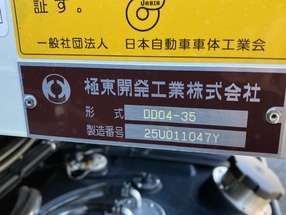 JABIA
証す。
一般社団法人 日本自動車車体工業会
極東開発工業株式会社
形式 DD04-35
製造番号 25U011047Y